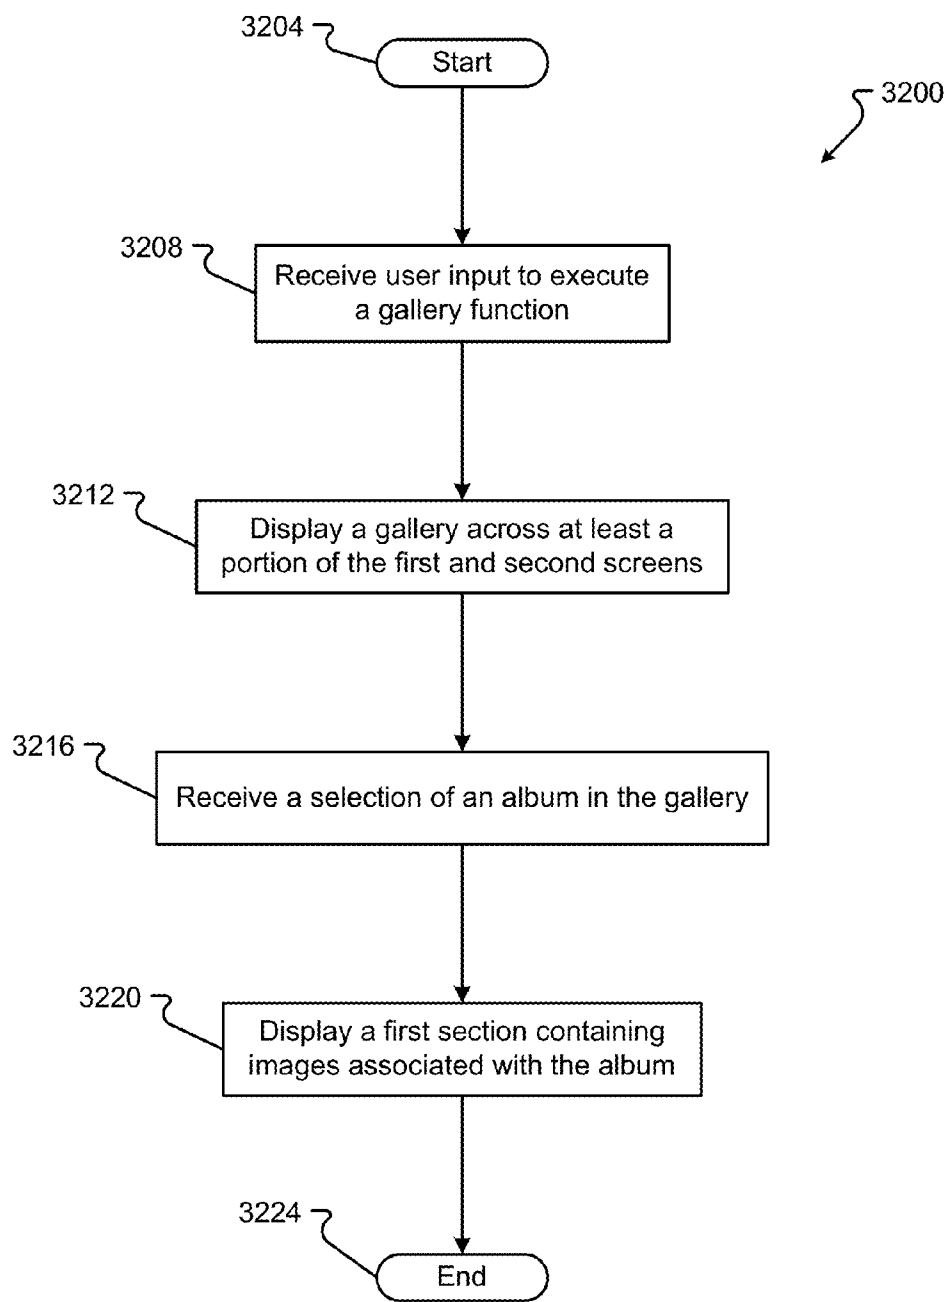 3204
Start
3200
3208
Receive user input to execute
a gallery function
3212
Display a gallery across at least a
portion of the first and second screens
3216
Receive a selection of an album in the gallery
3220
Display a first section containing
images associated with the album
3224
End